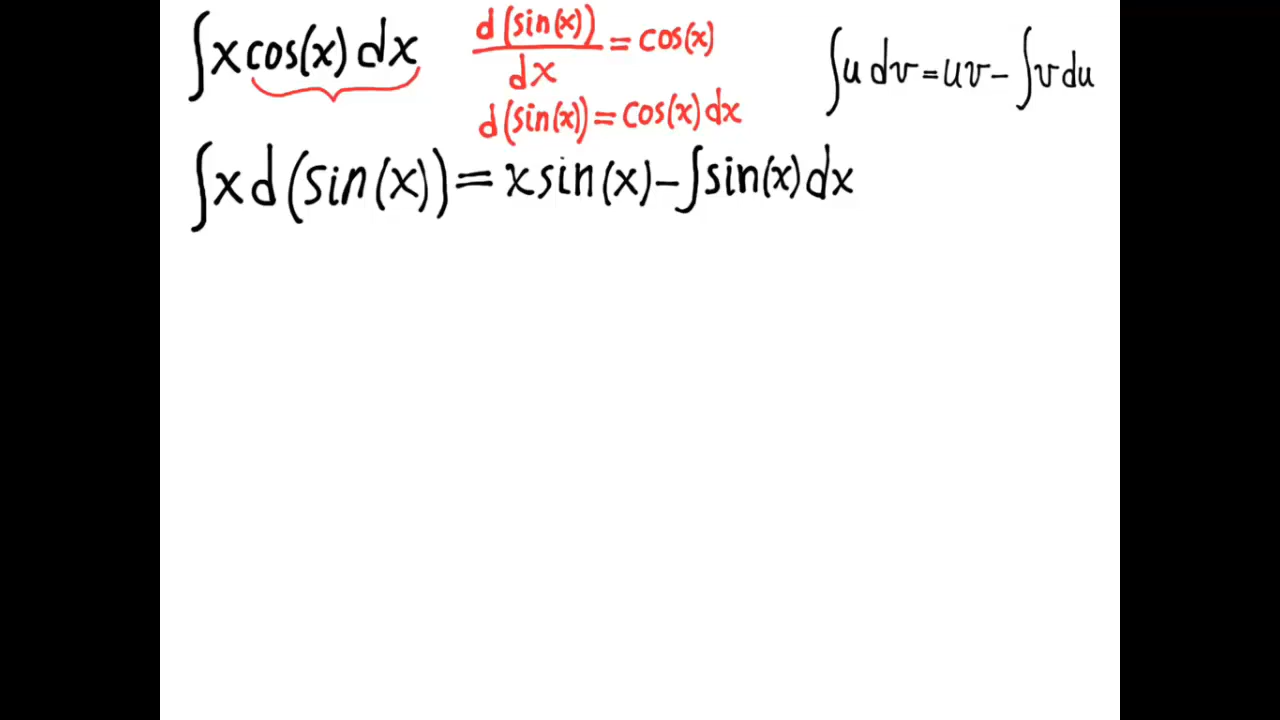 ∫x cos(x) dx
d(sin(x))/dx = cos(x)
d(sin(x)) = cos(x) dx
∫u dv = uv − ∫v du
∫x d(sin(x)) = x sin(x) − ∫sin(x) dx